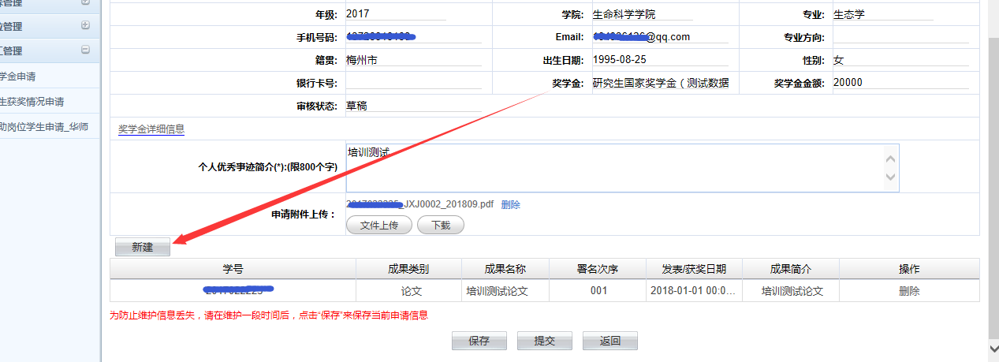 管理
年级: 2017 学院: 生命科学学院 专业: 生态学
位管理
手机号码: Email: @qq.com 专业方向:
工管理
籍贯: 梅州市 出生日期: 1995-08-25 性别: 女
学金申请
银行卡号: 奖学金: 研究生国家奖学金（测试数据 奖学金金额: 20000
生获奖情况申请
审核状态: 草稿
助岗位学生申请_华师
奖学金详细信息
个人优秀事迹简介(*):(限800个字) 培训测试
申请附件上传： _JXJ0002_201809.pdf 删除
文件上传 下载
新建
学号 成果类别 成果名称 署名次序 发表/获奖日期 成果简介 操作
论文 培训测试论文 001 2018-01-01 00:0... 培训测试论文 删除
为防止维护信息丢失，请在维护一段时间后，点击“保存”来保存当前申请信息
保存 提交 返回